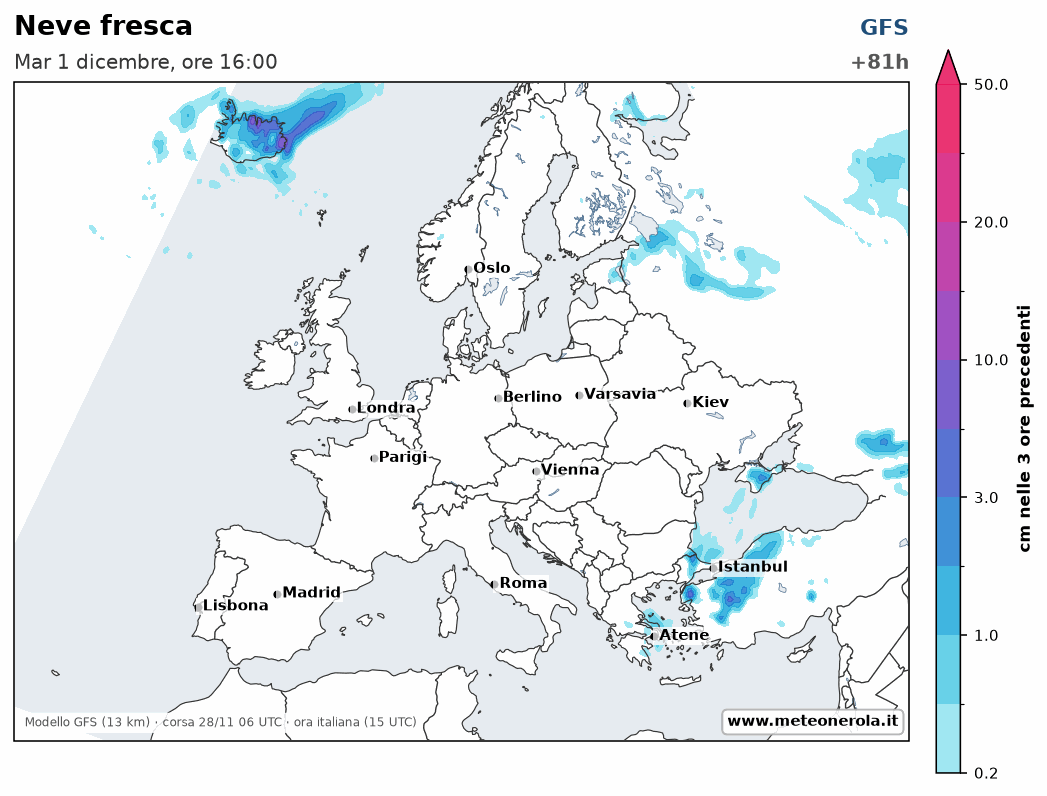 Neve fresca
GFS
Mar 1 dicembre, ore 16:00
+81h
50.0
20.0
10.0
3.0
1.0
0.2
cm nelle 3 ore precedenti
Oslo
Berlino
Varsavia
Kiev
Londra
Parigi
Vienna
Istanbul
Roma
Madrid
Lisbona
Atene
Modello GFS (13 km) · corsa 28/11 06 UTC · ora italiana (15 UTC)
www.meteonerola.it